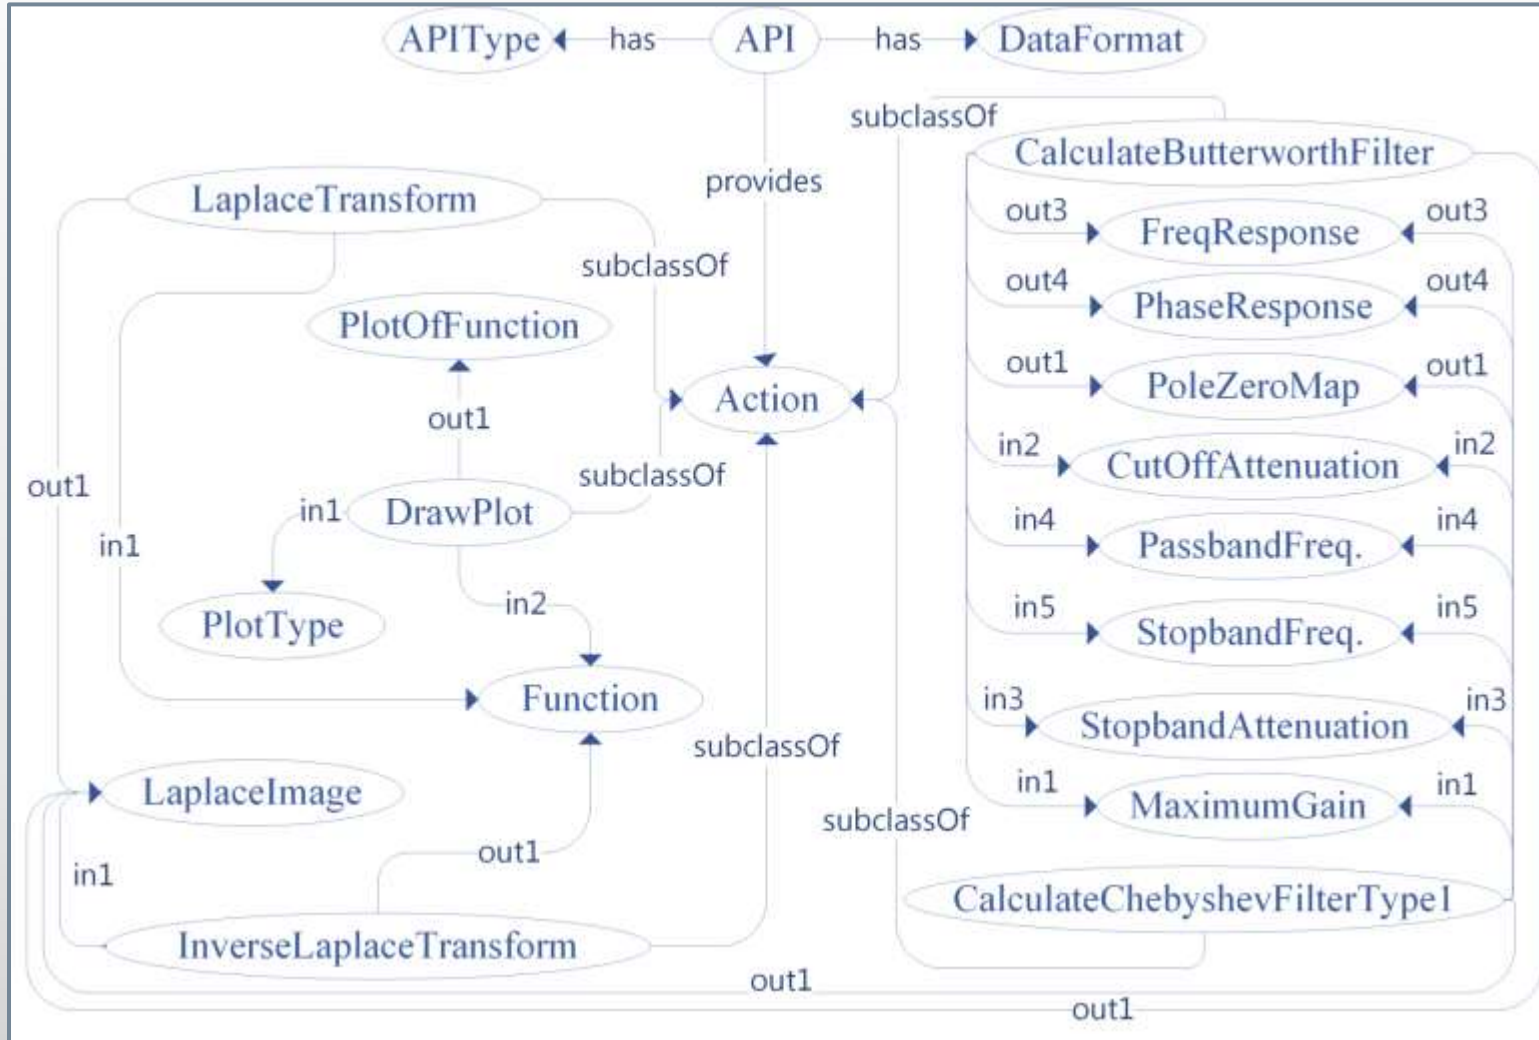 APIType
has
API
has
DataFormat
subclassOf
CalculateButterworthFilter
provides
LaplaceTransform
out3
FreqResponse
out3
subclassOf
out4
PhaseResponse
out4
PlotOfFunction
out1
PoleZeroMap
out1
Action
out1
in2
CutOffAttenuation
in2
subclassOf
out1
in1
DrawPlot
in4
PassbandFreq.
in4
in1
in2
PlotType
in5
StopbandFreq.
in5
Function
in3
StopbandAttenuation
in3
subclassOf
LaplaceImage
in1
MaximumGain
in1
subclassOf
out1
in1
CalculateChebyshevFilterType1
InverseLaplaceTransform
out1
out1